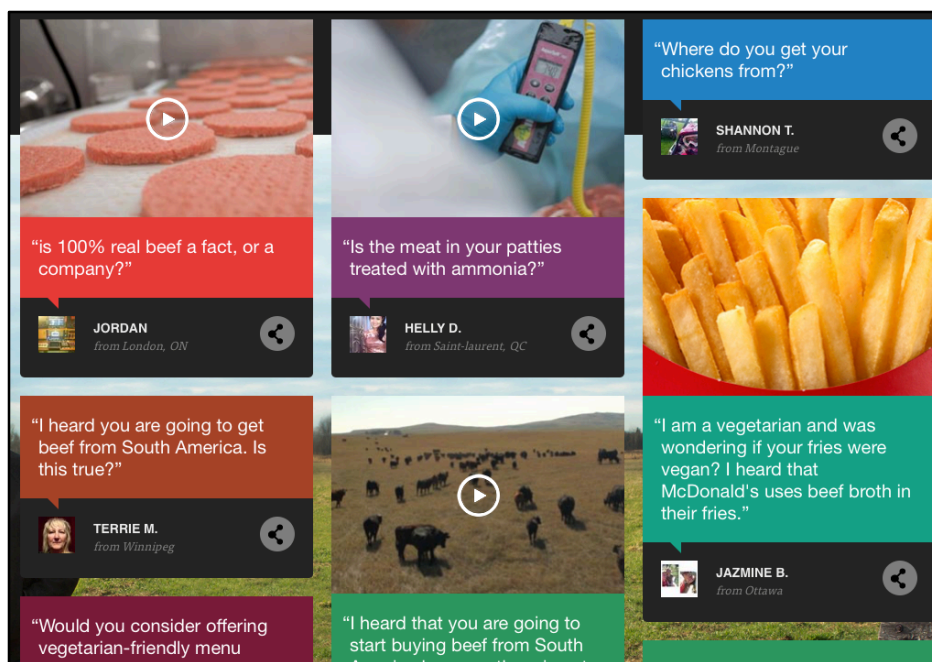 “is 100% real beef a fact, or a
company?”
JORDAN
from London, ON
“I heard you are going to get
beef from South America. Is
this true?”
TERRIE M.
from Winnipeg
“Would you consider offering
vegetarian-friendly menu
“Is the meat in your patties
treated with ammonia?”
HELLY D.
from Saint-laurent, QC
“I heard that you are going to
start buying beef from South
“Where do you get your
chickens from?”
SHANNON T.
from Montague
“I am a vegetarian and was
wondering if your fries were
vegan? I heard that
McDonald's uses beef broth in
their fries.”
JAZMINE B.
from Ottawa